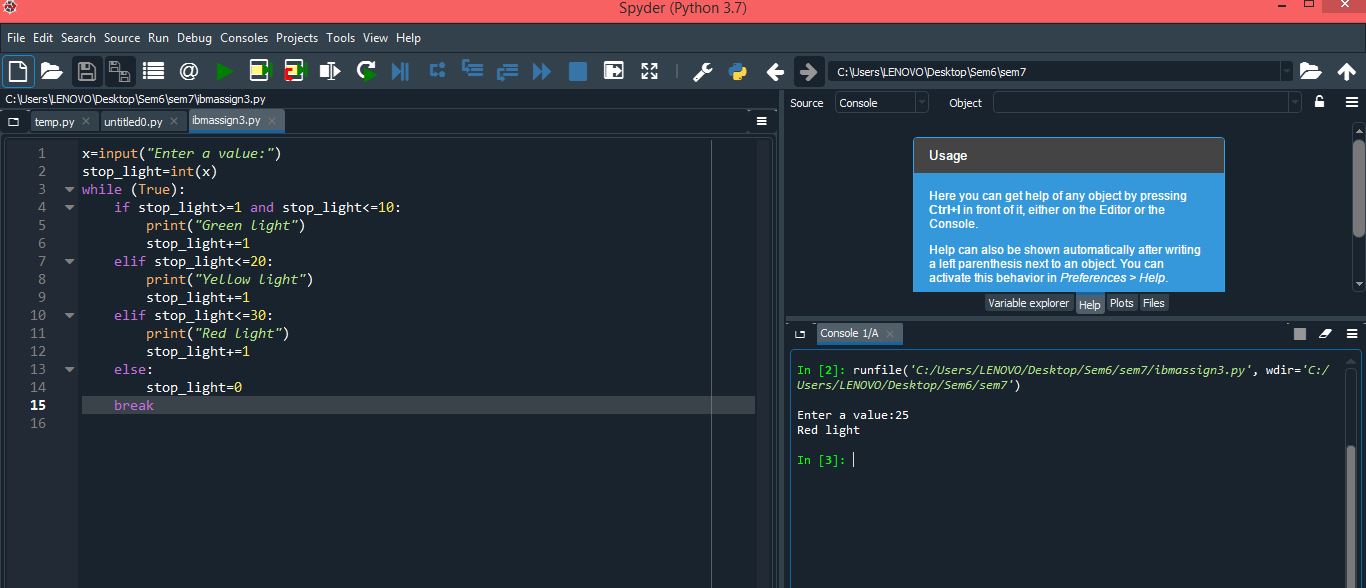 Spyder (Python 3.7)
File Edit Search Source Run Debug Consoles Projects Tools View Help
C:\Users\LENOVO\Desktop\Sem6\sem7
C:\Users\LENOVO\Desktop\Sem6\sem7\ibmassign3.py
temp.py untitled0.py ibmassign3.py
1 x=input("Enter a value:")
2 stop_light=int(x)
3 while (True):
4 if stop_light>=1 and stop_light<=10:
5 print("Green light")
6 stop_light+=1
7 elif stop_light<=20:
8 print("Yellow light")
9 stop_light+=1
10 elif stop_light<=30:
11 print("Red light")
12 stop_light+=1
13 else:
14 stop_light=0
15 break
16
Source Console Object
Usage
Here you can get help of any object by pressing
Ctrl+I in front of it, either on the Editor or the
Console.
Help can also be shown automatically after writing
a left parenthesis next to an object. You can
activate this behavior in Preferences > Help.
Variable explorer Help Plots Files
Console 1/A
In [2]: runfile('C:/Users/LENOVO/Desktop/Sem6/sem7/ibmassign3.py', wdir='C:/
Users/LENOVO/Desktop/Sem6/sem7')
Enter a value:25
Red light
In [3]: